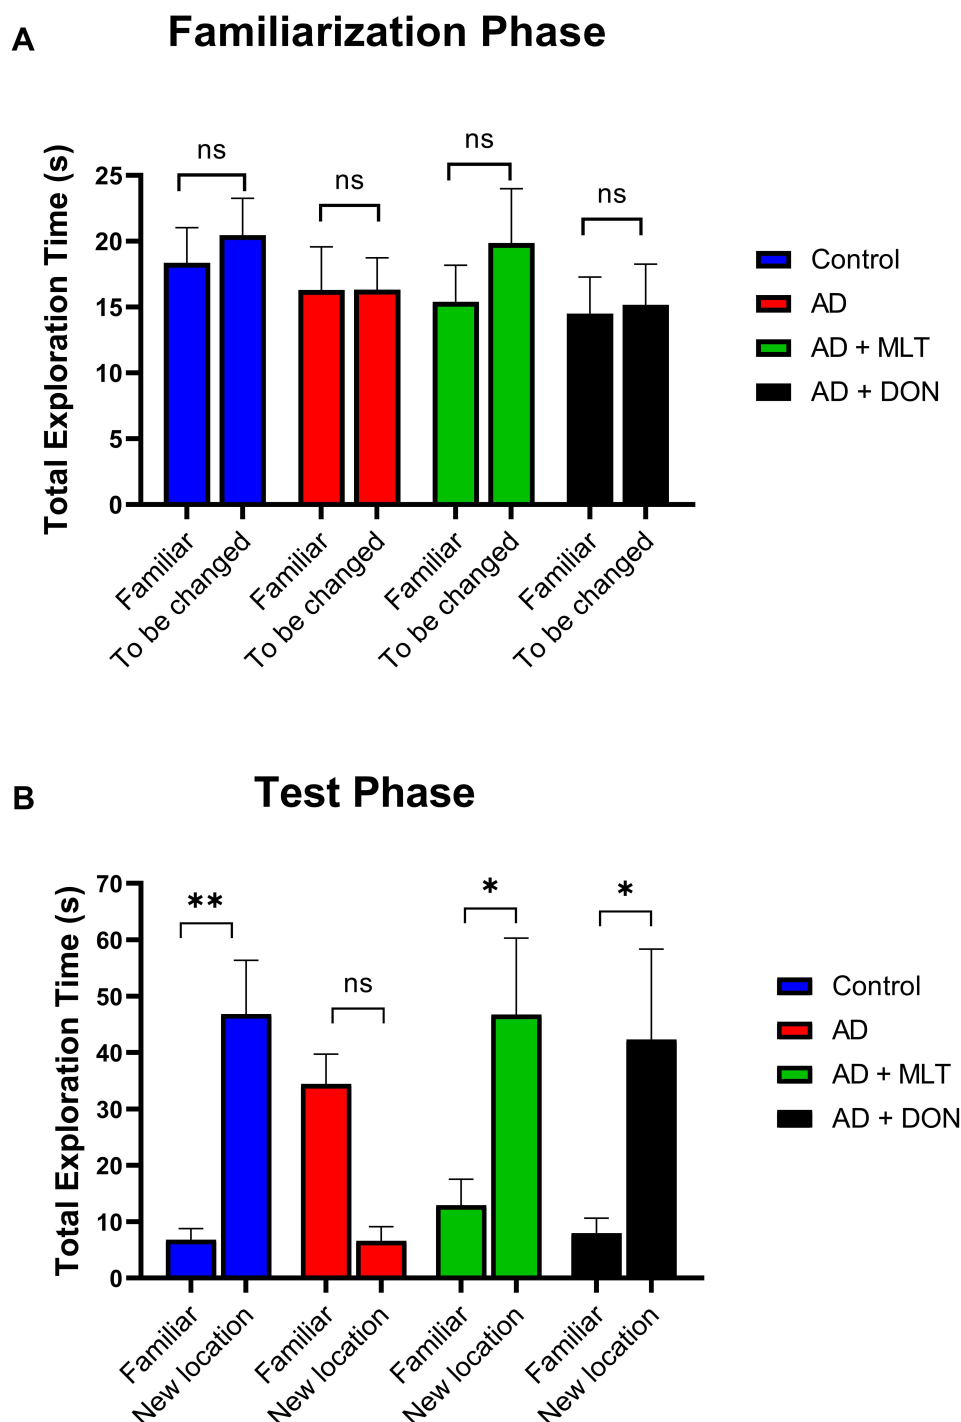 A
Familiarization Phase
Total Exploration Time (s)
25
20
15
10
5
0
ns
ns
ns
ns
Familiar
To be changed
Familiar
To be changed
Familiar
To be changed
Familiar
To be changed
Control
AD
AD + MLT
AD + DON
B
Test Phase
Total Exploration Time (s)
70
60
50
40
30
20
10
0
**
ns
*
*
Familiar
New location
Familiar
New location
Familiar
New location
Familiar
New location
Control
AD
AD + MLT
AD + DON